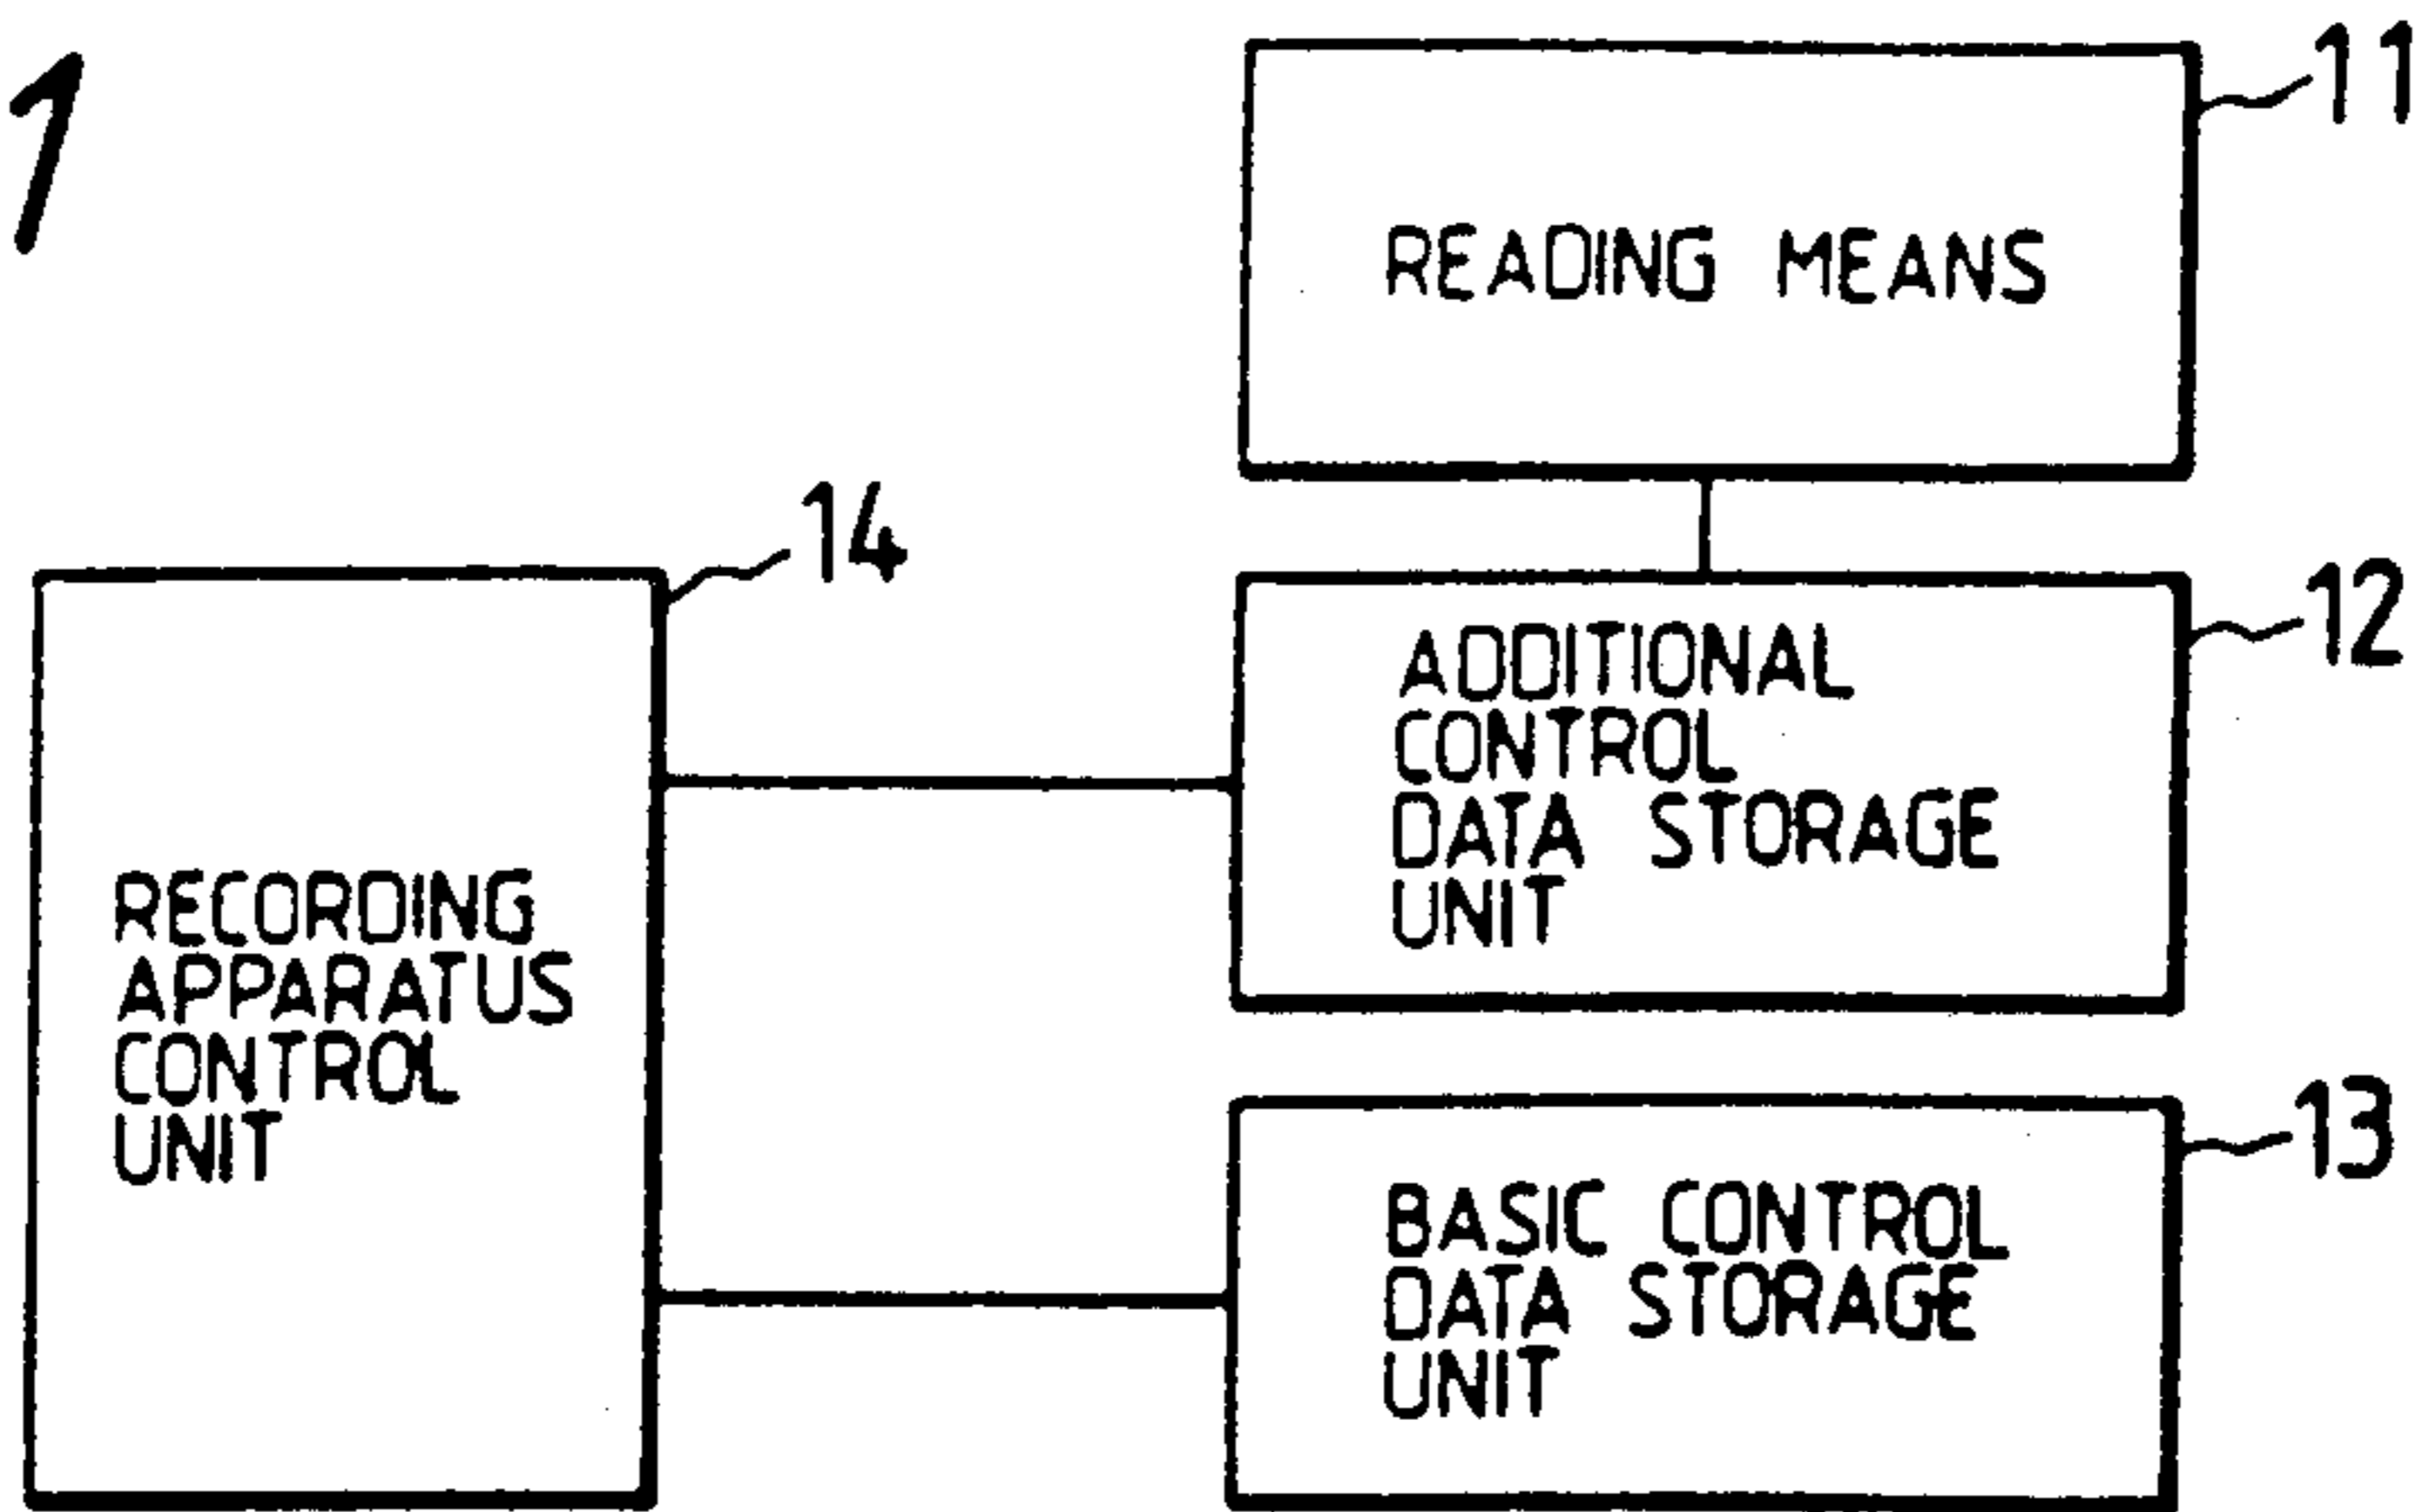 1
11
READING MEANS
14
RECORDING
APPARATUS
CONTROL
UNIT
12
ADDITIONAL
CONTROL
DATA STORAGE
UNIT
13
BASIC CONTROL
DATA STORAGE
UNIT